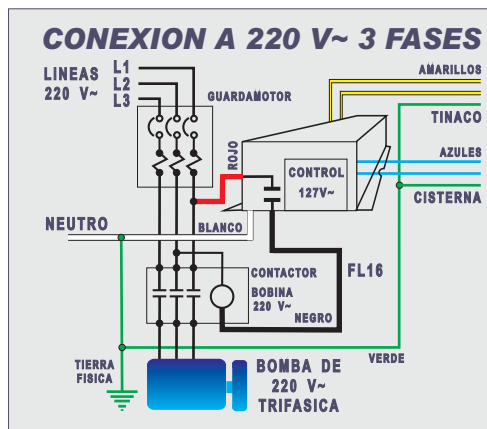 CONEXION A 220 V~ 3 FASES
LINEAS
220 V~
L1
L2
L3
GUARDAMOTOR
AMARILLOS
TINACO
AZULES
CISTERNA
ROJO
CONTROL
127V~
NEUTRO
BLANCO
CONTACTOR
BOBINA
220 V~
NEGRO
FL16
VERDE
TIERRA
FISICA
BOMBA DE
220 V~
TRIFASICA